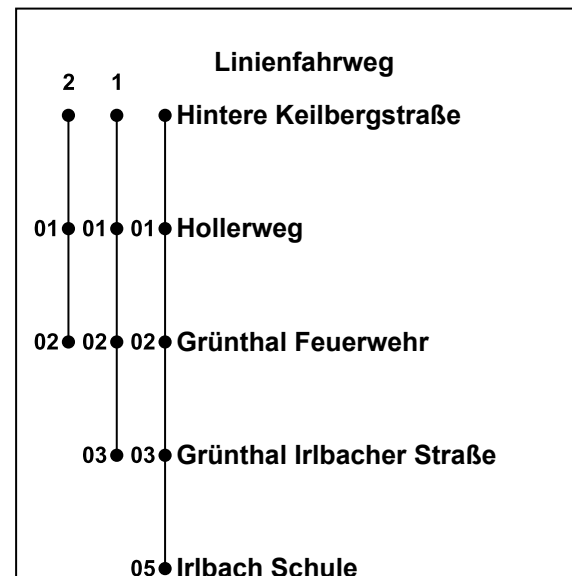 Linienfahrweg
2 1
Hintere Keilbergstraße
01 01 01 Hollerweg
02 02 02 Grünthal Feuerwehr
03 03 Grünthal Irlbacher Straße
05 Irlbach Schule